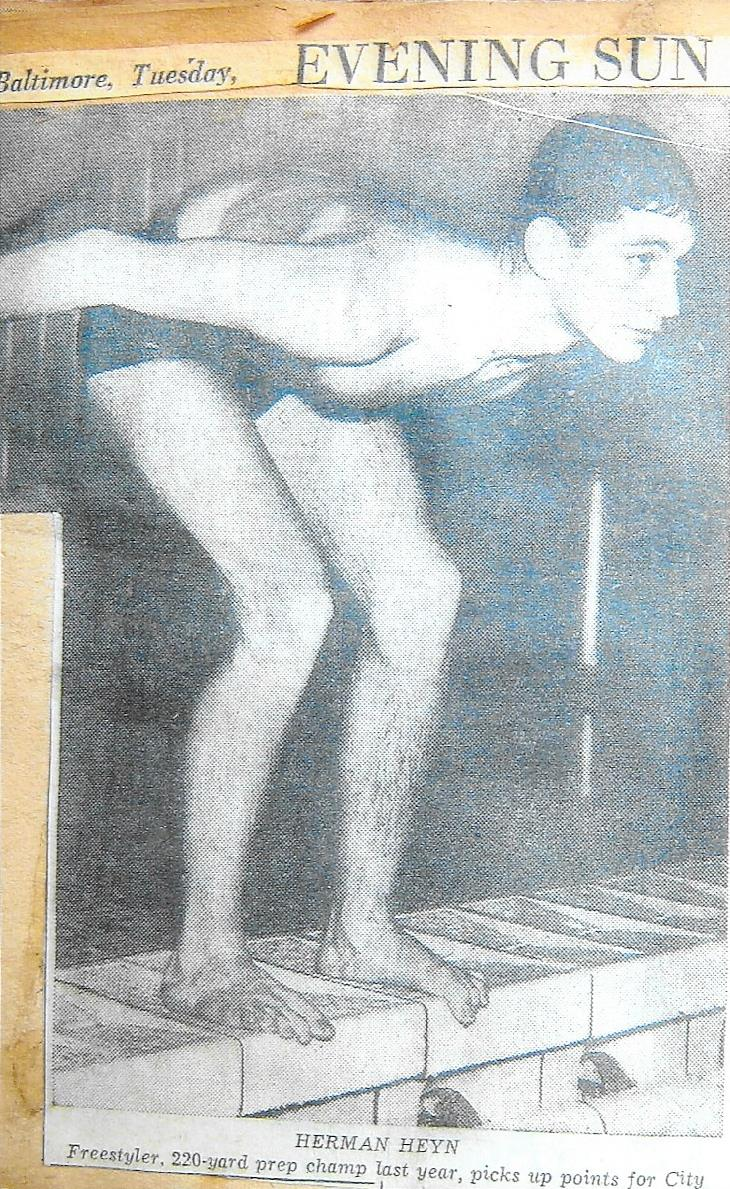 Baltimore, Tuesday, EVENING SUN
HERMAN HEYN
Freestyler, 220-yard prep champ last year, picks up points for City